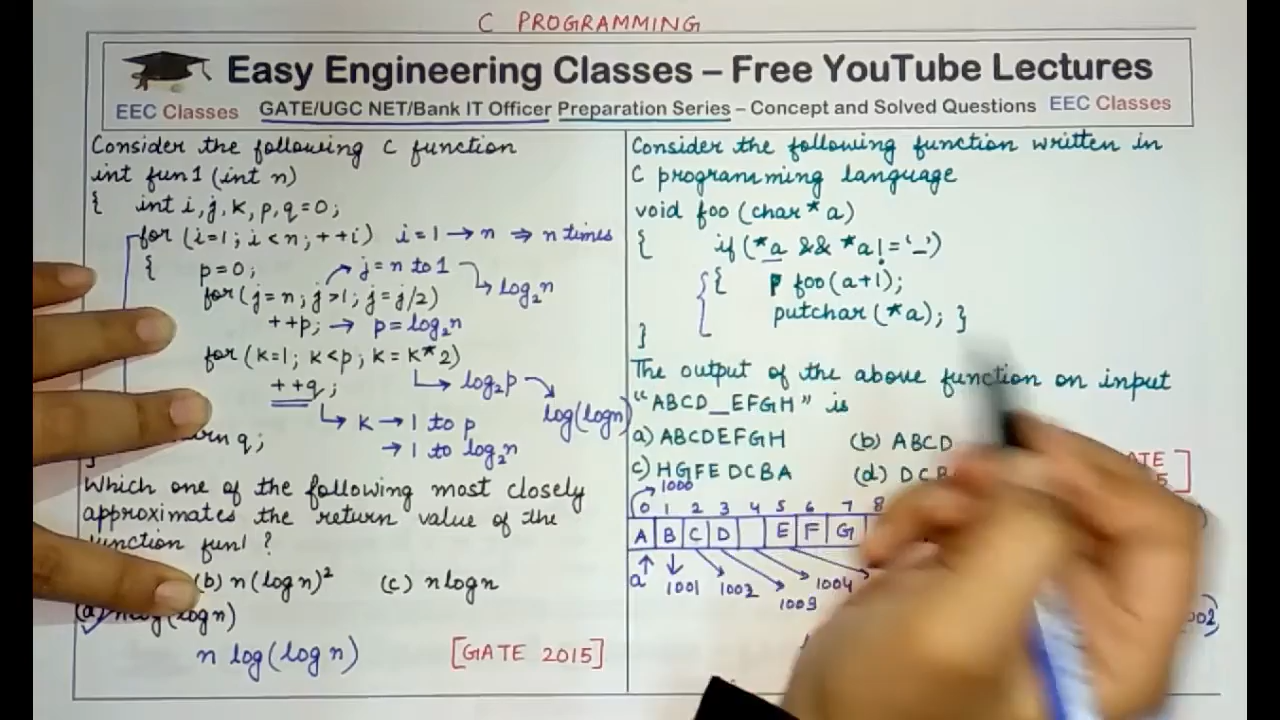 C PROGRAMMING
Easy Engineering Classes – Free YouTube Lectures
EEC Classes GATE/UGC NET/Bank IT Officer Preparation Series – Concept and Solved Questions EEC Classes
Consider the following C function
int fun1 (int n)
{ int i, j, k, p, q = 0;
for (i=1; i<n; ++i) i=1 → n ⇒ n times
{ p=0; j = n to 1
for (j=n; j>1; j=j/2) log₂n
++p; → p = log₂n
for (k=1; k<p; k=k*2)
++q; log₂p
k → 1 to p log(logn)
q;
→ 1 to log₂n
}
Which one of the following most closely
approximates the return value of the
function fun1 ?
(b) n(log n)² (c) n log n
log n)
n log(log n) [GATE 2015]
Consider the following function written in
C programming language
void foo (char * a)
{ if (*a && *a != '_')
{ foo(a+1);
putchar(*a); }
}
The output of the above function on input
"ABCD_EFGH" is
a) ABCDEFGH (b) ABCD
c) HGFEDCBA (d) DC
1000
0 1 2 3 4 5 6 7 8
A B C D E F G
a 1001 1002 1003 1004